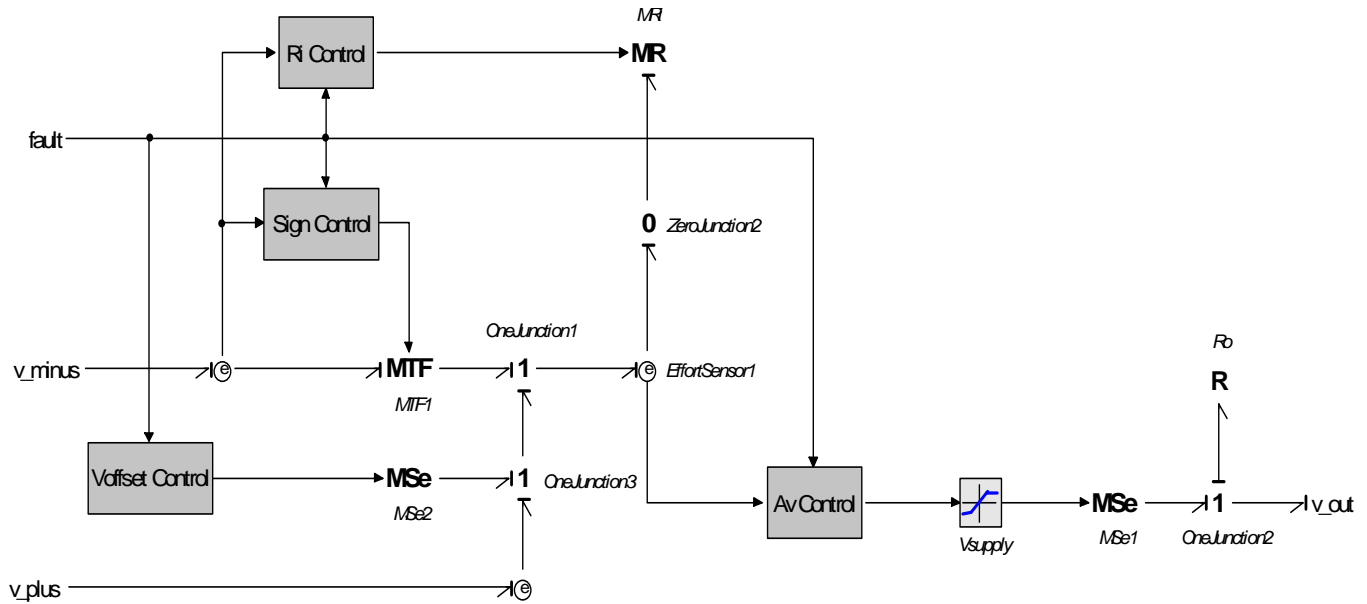 MRi
Ri Control
MR
fault
Sign Control
0 ZeroJunction2
OneJunction1
v_minus
e
MTF
1
e
EffortSensor1
MTF1
Ro
R
Voffset Control
MSe
1
OneJunction3
MSe2
Av Control
MSe
1
v_out
Vsupply
MSe1
OneJunction2
v_plus
e